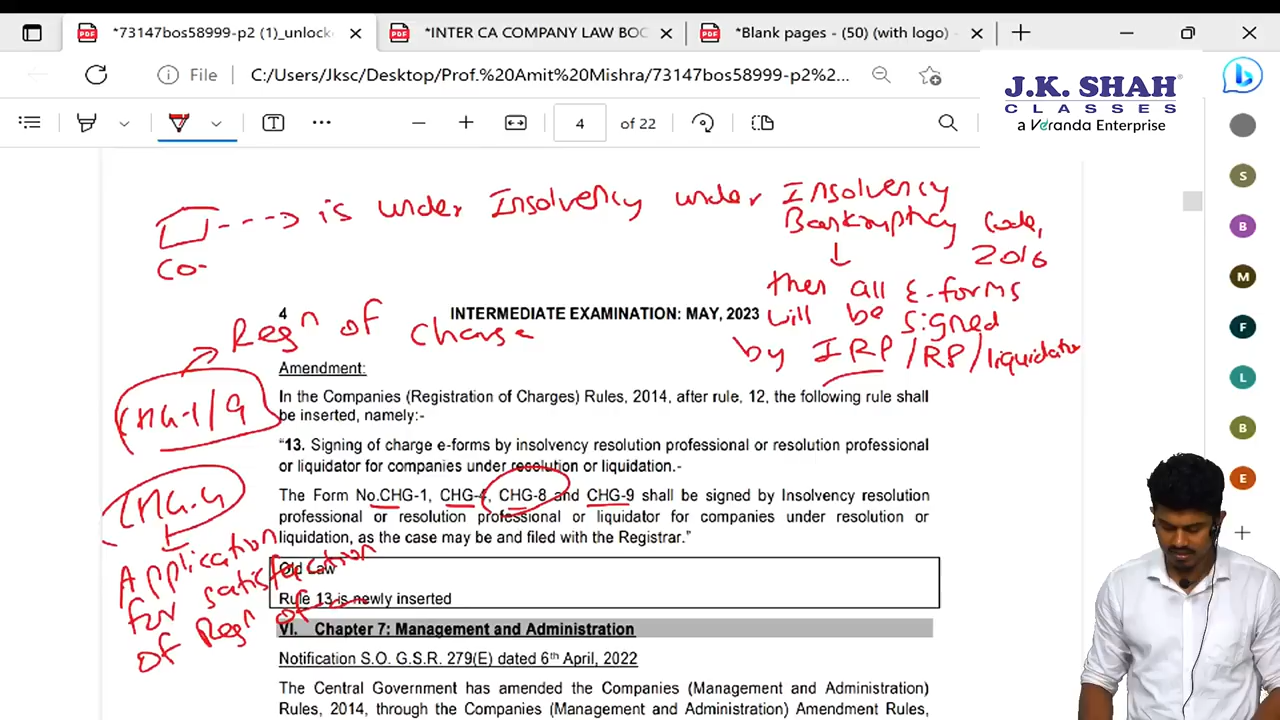 *73147bos58999-p2 (1)_unlock
*INTER CA COMPANY LAW BOC
*Blank pages - (50) (with logo)
File
C:/Users/Jksc/Desktop/Prof.%20Amit%20Mishra/73147bos58999-p2%2...
4 of 22
J.K. SHAH
CLASSES
a Veranda Enterprise
S
B
M
F
L
B
E
Co.
is under Insolvency under Insolvency
Bankruptcy Code,
2016
then all E-forms
will be signed
by IRP/RP/liquidator
Regn of Charge
CHG-1/9
CHG-4
Application
for satisfaction
of Regn of
4 INTERMEDIATE EXAMINATION: MAY, 2023
Amendment:
In the Companies (Registration of Charges) Rules, 2014, after rule, 12, the following rule shall
be inserted, namely:-
"13. Signing of charge e-forms by insolvency resolution professional or resolution professional
or liquidator for companies under resolution or liquidation.-
The Form No.CHG-1, CHG-4, CHG-8 and CHG-9 shall be signed by Insolvency resolution
professional or resolution professional or liquidator for companies under resolution or
liquidation, as the case may be and filed with the Registrar."
Old Law
Rule 13 is newly inserted
VI. Chapter 7: Management and Administration
Notification S.O. G.S.R. 279(E) dated 6th April, 2022
The Central Government has amended the Companies (Management and Administration)
Rules, 2014, through the Companies (Management and Administration) Amendment Rules,